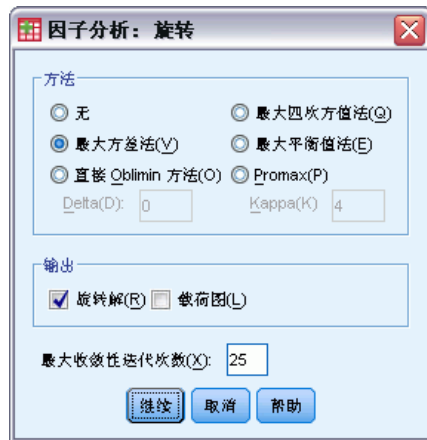 因子分析：旋转
方法
无
最大四次方值法(Q)
最大方差法(V)
最大平衡值法(E)
直接 Oblimin 方法(O)
Promax(P)
Delta(D): 0
Kappa(K) 4
输出
旋转解(R)
载荷图(L)
最大收敛性迭代次数(X): 25
继续
取消
帮助